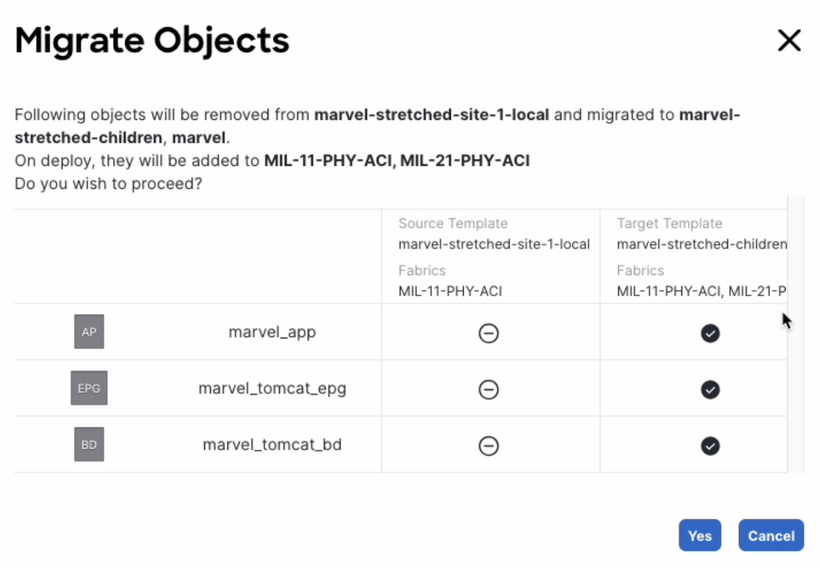 Migrate Objects
Following objects will be removed from marvel-stretched-site-1-local and migrated to marvel-
stretched-children, marvel.
On deploy, they will be added to MIL-11-PHY-ACI, MIL-21-PHY-ACI
Do you wish to proceed?
Source Template Target Template
marvel-stretched-site-1-local marvel-stretched-children
Fabrics Fabrics
MIL-11-PHY-ACI MIL-11-PHY-ACI, MIL-21-P
AP marvel_app
EPG marvel_tomcat_epg
BD marvel_tomcat_bd
Yes Cancel